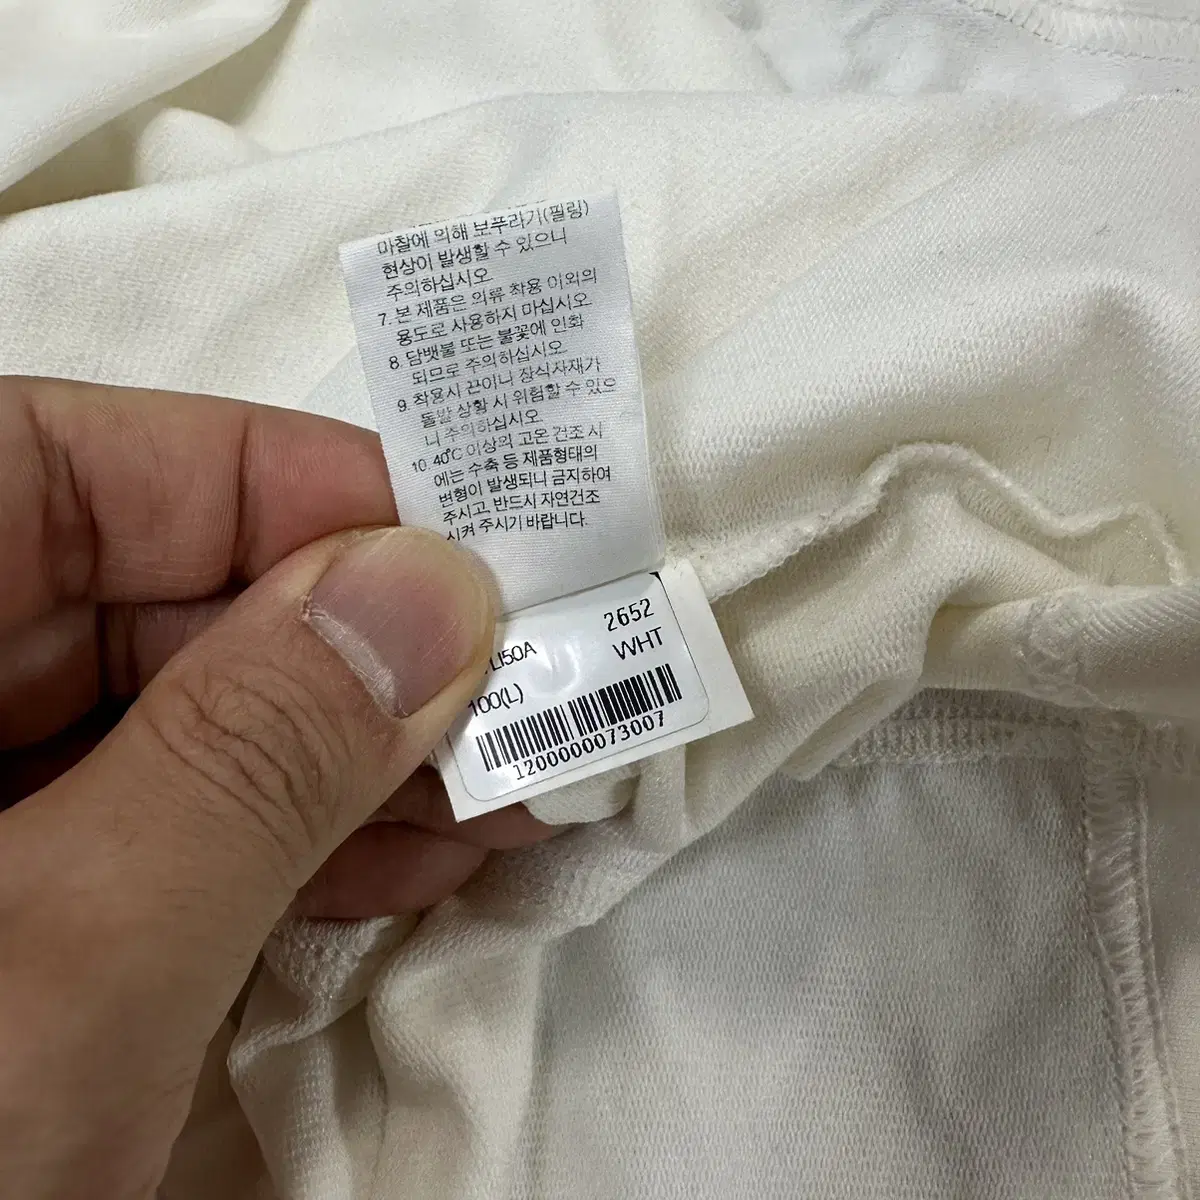 마찰에 의해 보푸라기(필링)
현상이 발생할 수 있으니
주의하십시오
7. 본 제품은 의류 착용 이외의
용도로 사용하지 마십시오
8. 담뱃불 또는 불꽃에 인화
되므로 주의하십시오
9. 착용시 끈이니 장식자재가
돌발 상황 시 위험할 수 있으
니 주의하십시오
10. 40℃ 이상의 고온 건조 시
에는 수축 등 제품형태의
변형이 발생되니 금지하여
주시고, 반드시 자연건조
시켜 주시기 바랍니다.
2652
LI50A WHT
100(L)
1200000073007